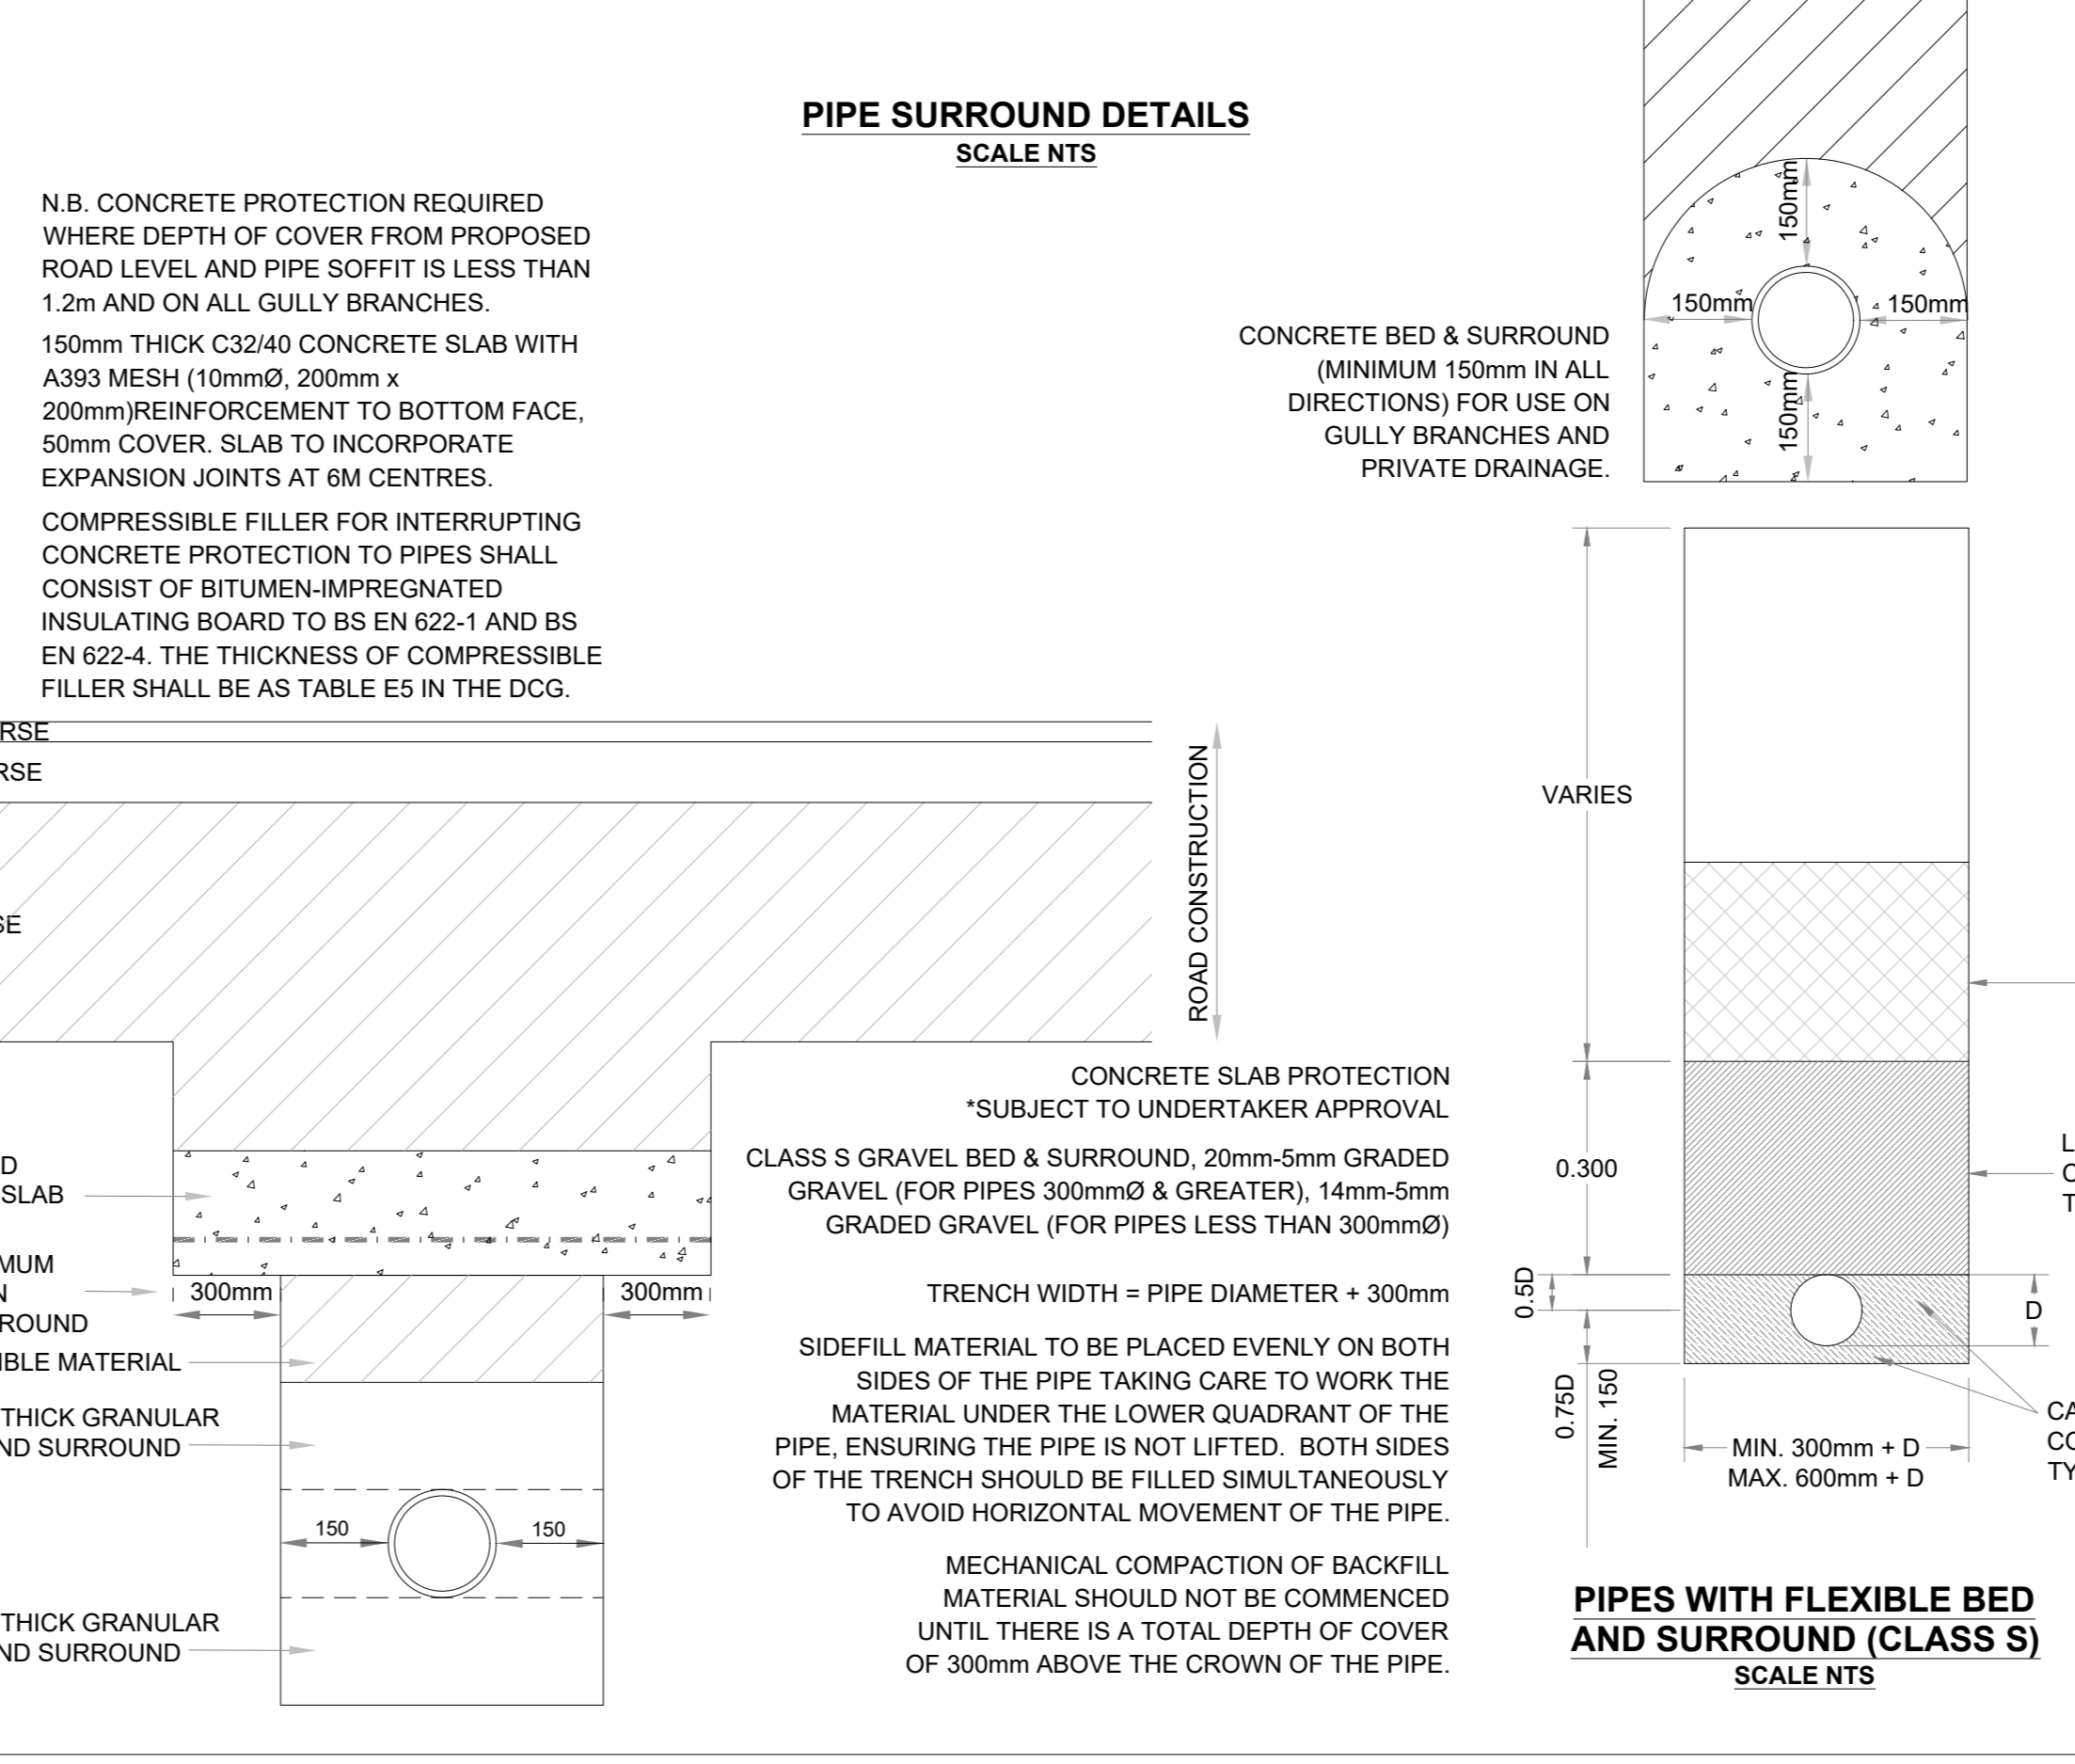 PIPE SURROUND DETAILS
SCALE NTS
N.B. CONCRETE PROTECTION REQUIRED
WHERE DEPTH OF COVER FROM PROPOSED
ROAD LEVEL AND PIPE SOFFIT IS LESS THAN
1.2m AND ON ALL GULLY BRANCHES.
150mm THICK C32/40 CONCRETE SLAB WITH
A393 MESH (10mmØ, 200mm x
200mm)REINFORCEMENT TO BOTTOM FACE,
50mm COVER. SLAB TO INCORPORATE
EXPANSION JOINTS AT 6M CENTRES.
COMPRESSIBLE FILLER FOR INTERRUPTING
CONCRETE PROTECTION TO PIPES SHALL
CONSIST OF BITUMEN-IMPREGNATED
INSULATING BOARD TO BS EN 622-1 AND BS
EN 622-4. THE THICKNESS OF COMPRESSIBLE
FILLER SHALL BE AS TABLE E5 IN THE DCG.
150mm
150mm
150mm
150mm
CONCRETE BED & SURROUND
(MINIMUM 150mm IN ALL
DIRECTIONS) FOR USE ON
GULLY BRANCHES AND
PRIVATE DRAINAGE.
RSE
RSE
SE
ROAD CONSTRUCTION
D
SLAB
MUM
N
ROUND
IBLE MATERIAL
THICK GRANULAR
ND SURROUND
THICK GRANULAR
ND SURROUND
300mm
300mm
150
150
CONCRETE SLAB PROTECTION
*SUBJECT TO UNDERTAKER APPROVAL
CLASS S GRAVEL BED & SURROUND, 20mm-5mm GRADED
GRAVEL (FOR PIPES 300mmØ & GREATER), 14mm-5mm
GRADED GRAVEL (FOR PIPES LESS THAN 300mmØ)
TRENCH WIDTH = PIPE DIAMETER + 300mm
SIDEFILL MATERIAL TO BE PLACED EVENLY ON BOTH
SIDES OF THE PIPE TAKING CARE TO WORK THE
MATERIAL UNDER THE LOWER QUADRANT OF THE
PIPE, ENSURING THE PIPE IS NOT LIFTED. BOTH SIDES
OF THE TRENCH SHOULD BE FILLED SIMULTANEOUSLY
TO AVOID HORIZONTAL MOVEMENT OF THE PIPE.
MECHANICAL COMPACTION OF BACKFILL
MATERIAL SHOULD NOT BE COMMENCED
UNTIL THERE IS A TOTAL DEPTH OF COVER
OF 300mm ABOVE THE CROWN OF THE PIPE.
VARIES
0.300
0.5D
0.75D
MIN. 150
D
L
T
CA
CO
TY
MIN. 300mm + D
MAX. 600mm + D
PIPES WITH FLEXIBLE BED
AND SURROUND (CLASS S)
SCALE NTS